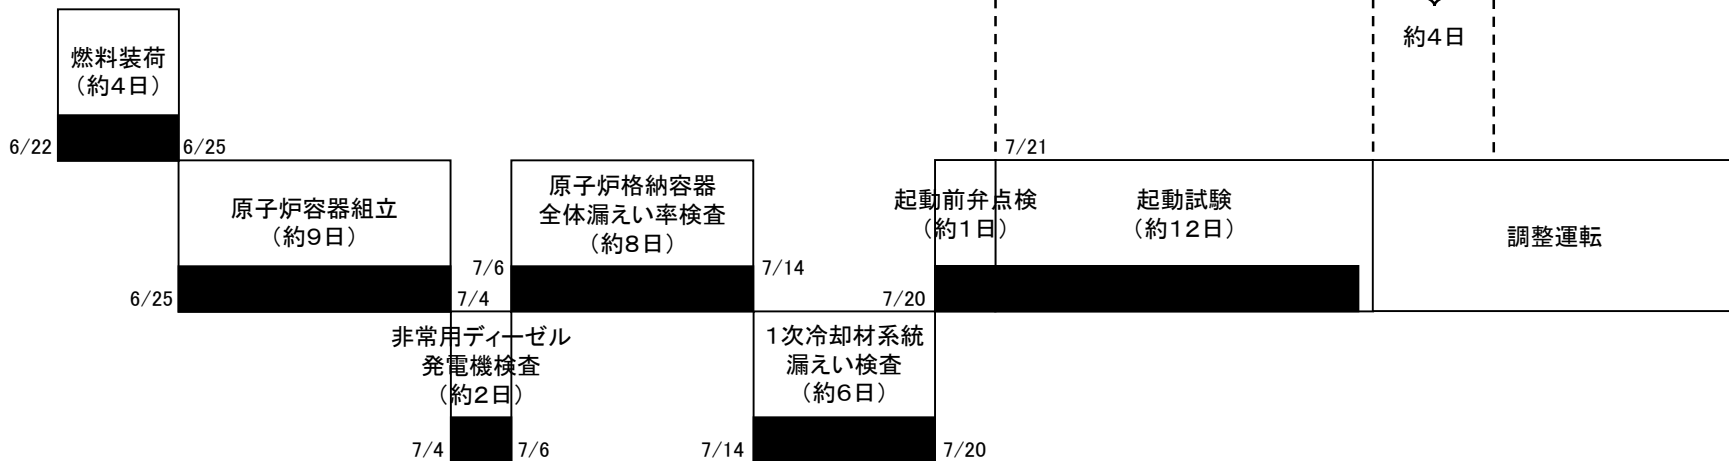 約4日
燃料装荷
（約4日）
6/22
6/25
7/21
原子炉容器組立
（約9日）
原子炉格納容器
全体漏えい率検査
（約8日）
起動前弁点検
（約1日）
起動試験
（約12日）
調整運転
6/25
7/4
7/6
7/14
7/20
非常用ディーゼル
発電機検査
（約2日）
1次冷却材系統
漏えい検査
（約6日）
7/4
7/6
7/14
7/20